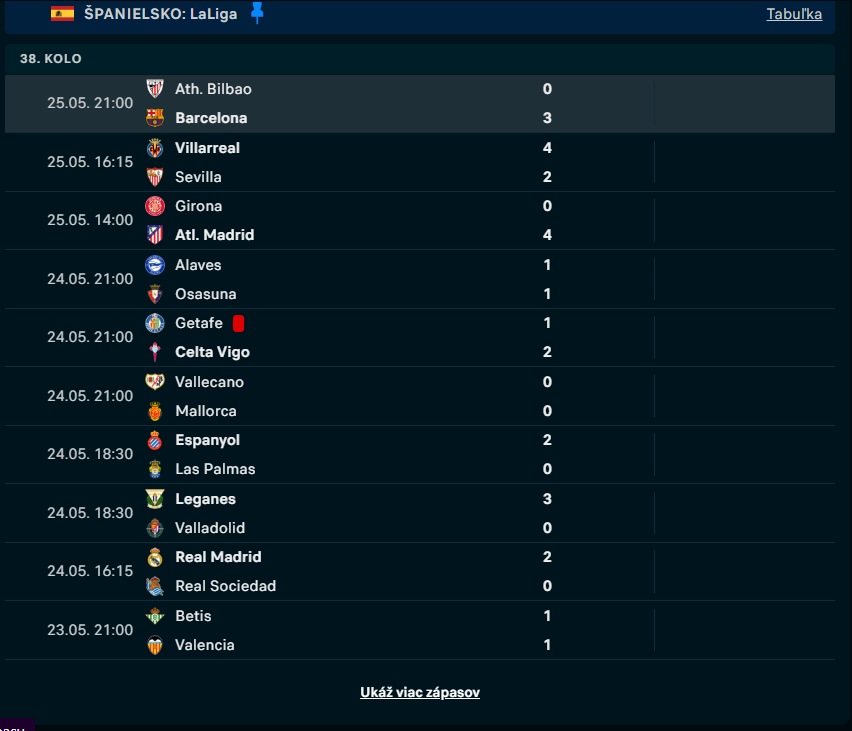 ŠPANIELSKO: LaLiga Tabuľka
38. KOLO
25.05. 21:00 Ath. Bilbao 0
Barcelona 3
25.05. 16:15 Villarreal 4
Sevilla 2
25.05. 14:00 Girona 0
Atl. Madrid 4
24.05. 21:00 Alaves 1
Osasuna 1
24.05. 21:00 Getafe 1
Celta Vigo 2
24.05. 21:00 Vallecano 0
Mallorca 0
24.05. 18:30 Espanyol 2
Las Palmas 0
24.05. 18:30 Leganes 3
Valladolid 0
24.05. 16:15 Real Madrid 2
Real Sociedad 0
23.05. 21:00 Betis 1
Valencia 1
Ukáž viac zápasov